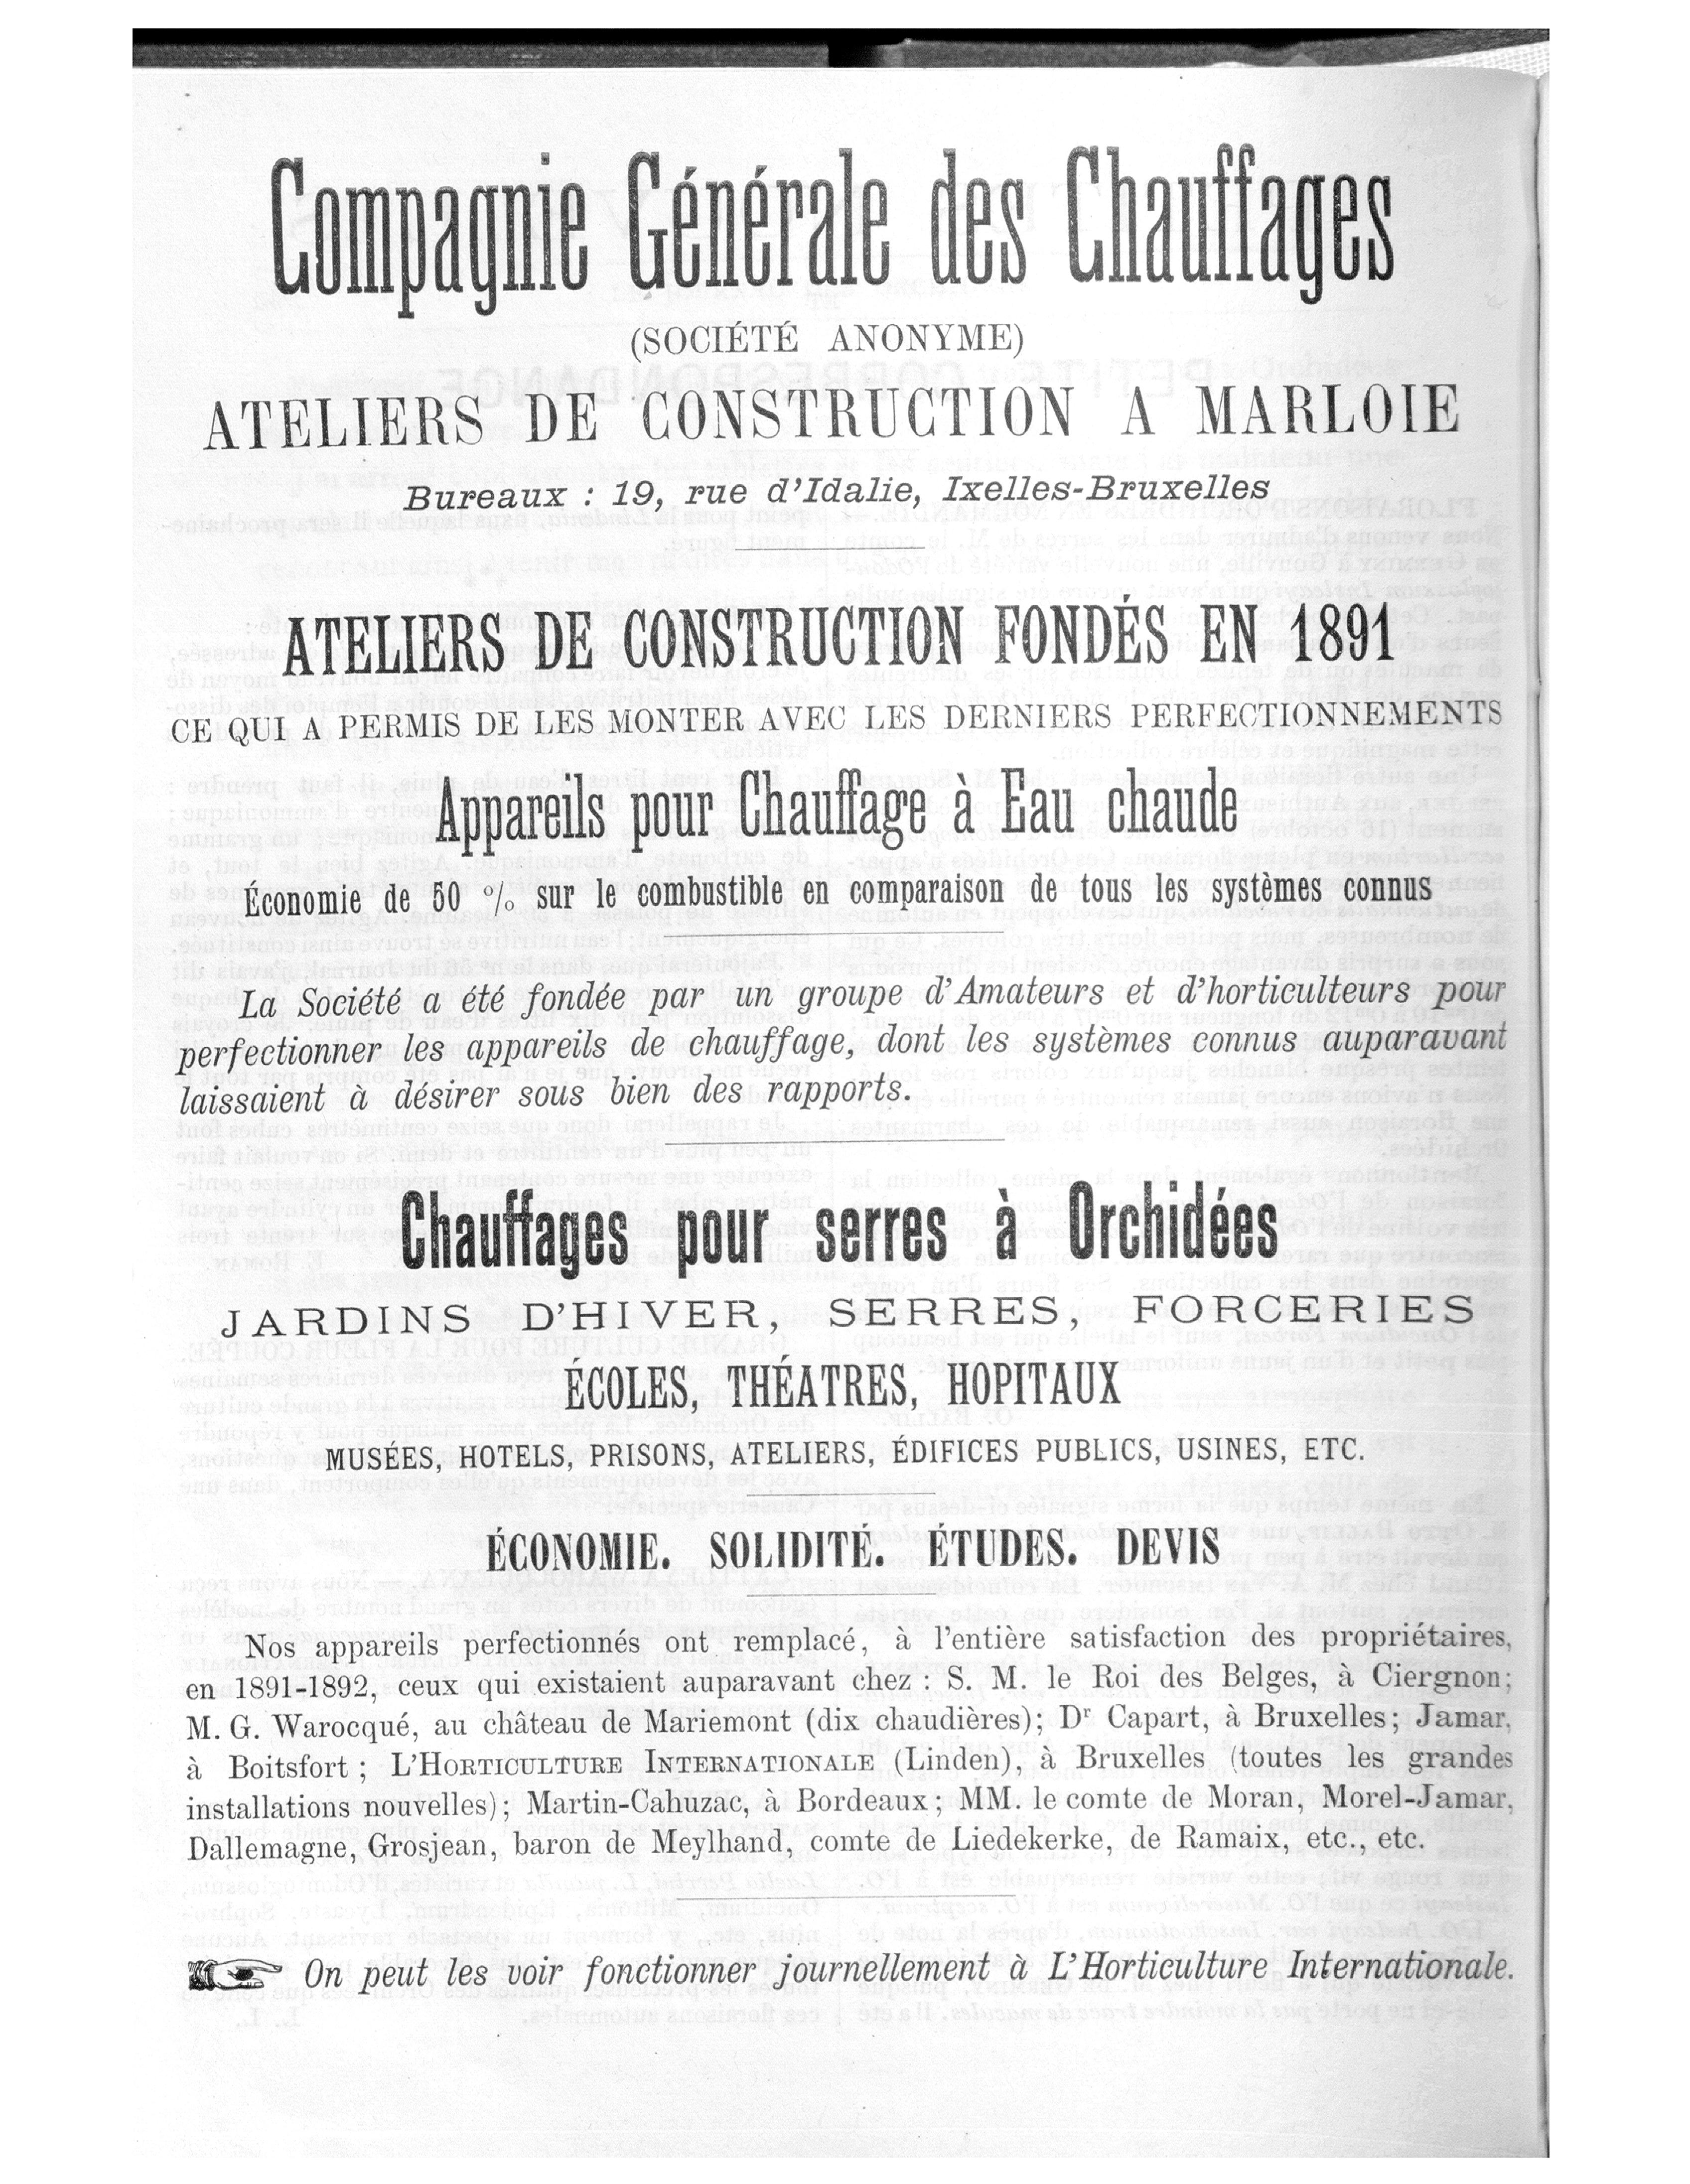 Compagnie Générale des Chauffages
(SOCIÉTÉ ANONYME)
ATELIERS DE CONSTRUCTION A MARLOIE
Bureaux : 19, rue d'Idalie, Ixelles-Bruxelles
ATELIERS DE CONSTRUCTION FONDÉS EN 1891
CE QUI A PERMIS DE LES MONTER AVEC LES DERNIERS PERFECTIONNEMENTS
Appareils pour Chauffage à Eau chaude
Économie de 50 % sur le combustible en comparaison de tous les systèmes connus
La Société a été fondée par un groupe d'Amateurs et d'horticulteurs pour
perfectionner les appareils de chauffage, dont les systèmes connus auparavant
laissaient à désirer sous bien des rapports.
Chauffages pour serres à Orchidées
JARDINS D'HIVER, SERRES, FORCERIES
ÉCOLES, THÉATRES, HOPITAUX
MUSÉES, HOTELS, PRISONS, ATELIERS, ÉDIFICES PUBLICS, USINES, ETC.
ÉCONOMIE. SOLIDITÉ. ÉTUDES. DEVIS
Nos appareils perfectionnés ont remplacé, à l'entière satisfaction des propriétaires,
en 1891-1892, ceux qui existaient auparavant chez : S. M. le Roi des Belges, à Ciergnon;
M. G. Warocqué, au château de Mariemont (dix chaudières); Dr Capart, à Bruxelles; Jamar,
à Boitsfort ; L'HORTICULTURE INTERNATIONALE (Linden), à Bruxelles (toutes les grandes
installations nouvelles); Martin-Cahuzac, à Bordeaux; MM. le comte de Moran, Morel-Jamar,
Dallemagne, Grosjean, baron de Meylhand, comte de Liedekerke, de Ramaix, etc., etc.
On peut les voir fonctionner journellement à L'Horticulture Internationale.